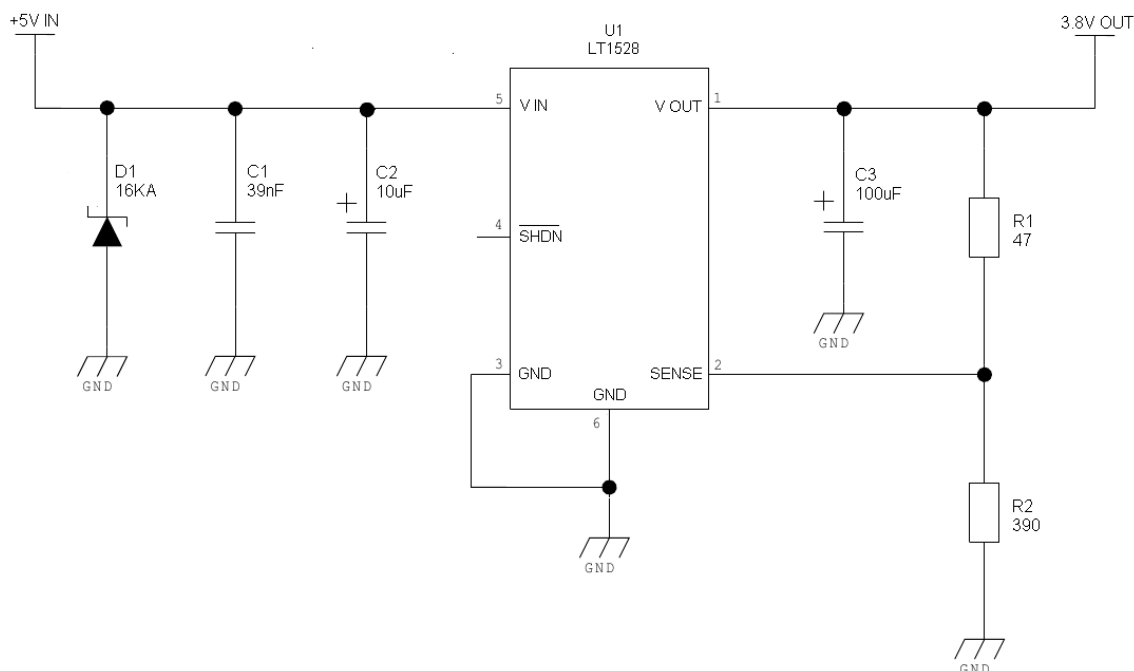 +5V IN
3.8V OUT
U1
LT1528
5
V IN
V OUT
1
D1
16KA
C1
39nF
C2
10uF
C3
100uF
4
SHDN
R1
47
GND
GND
GND
GND
3
GND
SENSE
2
GND
6
R2
390
GND
GND